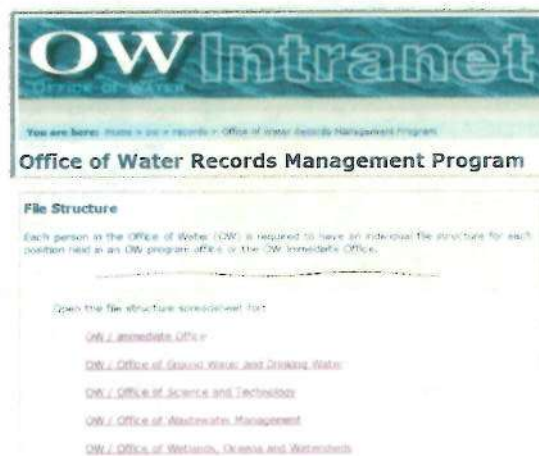 OW Intranet
OFFICE OF WATER
You are here: Home > ow > records > Office of Water Records Management Program
Office of Water Records Management Program
File Structure
Each person in the Office of Water (OW) is required to have an individual file structure for each
position held in an OW program office or the OW Immediate Office.
Open the file structure spreadsheet for:
OW / Immediate Office
OW / Office of Ground Water and Drinking Water
OW / Office of Science and Technology
OW / Office of Wastewater Management
OW / Office of Wetlands, Oceans and Watersheds